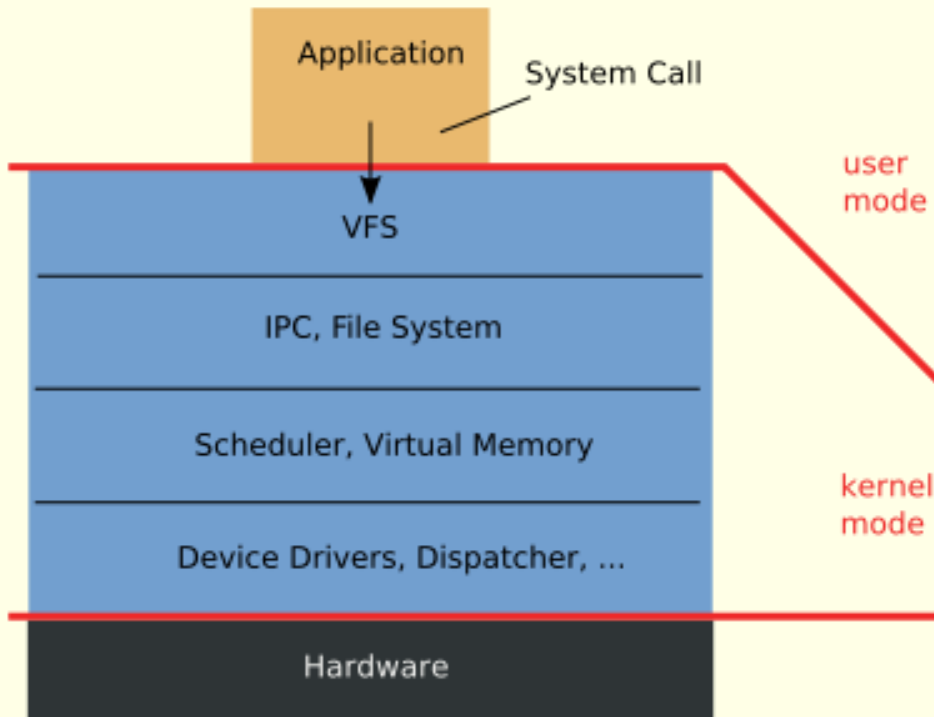 Application
System Call
user
mode
VFS
IPC, File System
Scheduler, Virtual Memory
kernel
mode
Device Drivers, Dispatcher, ...
Hardware